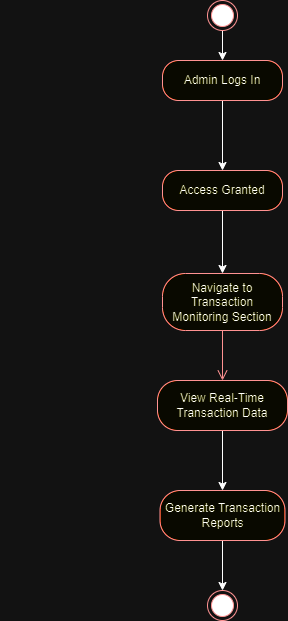 Admin Logs In
Access Granted
Navigate to
Transaction
Monitoring Section
View Real-Time
Transaction Data
Generate Transaction
Reports